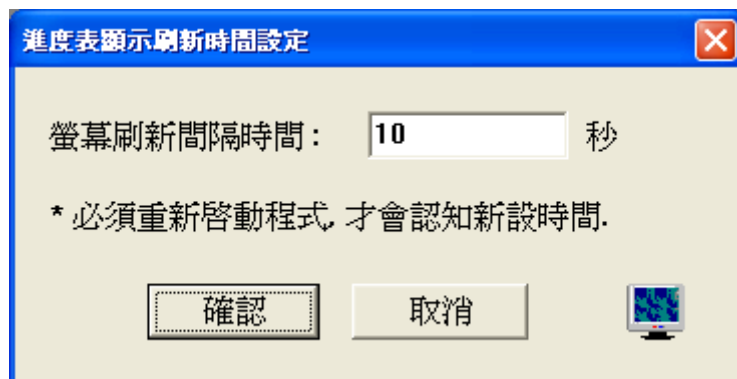 進度表顯示刷新時間設定
螢幕刷新間隔時間: 10 秒
* 必須重新啓動程式, 才會認知新設時間.
確認 取消